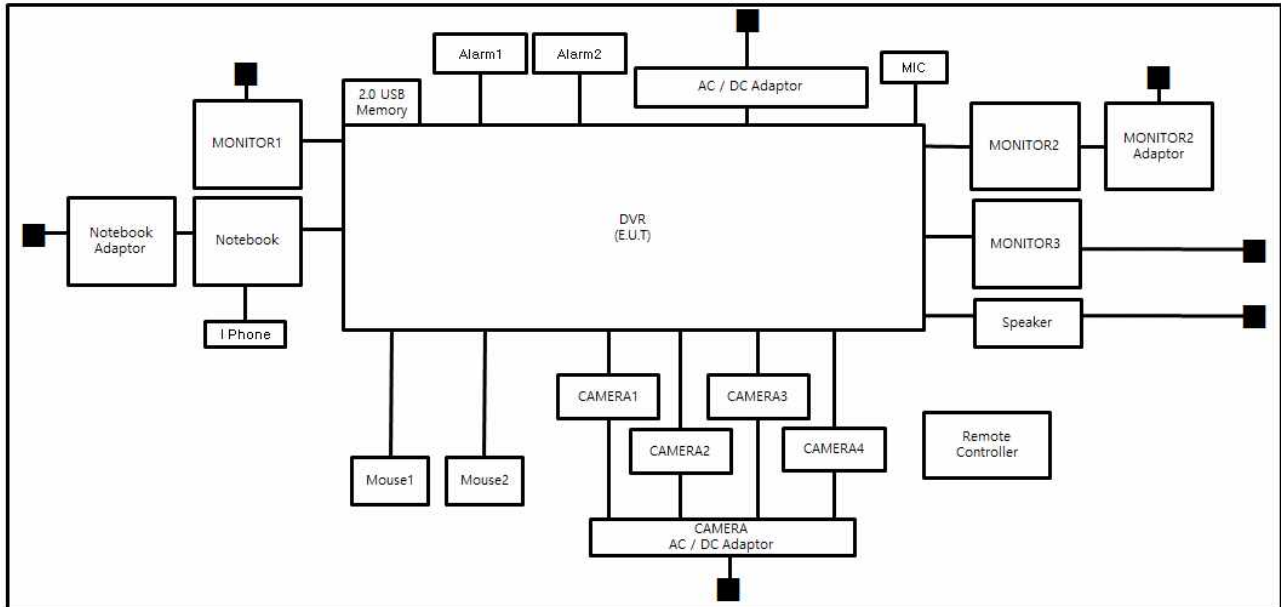 Alarm1
Alarm2
AC / DC Adaptor
MIC
2.0 USB
Memory
MONITOR1
MONITOR2
MONITOR2
Adaptor
Notebook
Adaptor
Notebook
DVR
(E.U.T)
MONITOR3
I Phone
Speaker
CAMERA1
CAMERA3
CAMERA2
CAMERA4
Remote
Controller
Mouse1
Mouse2
CAMERA
AC / DC Adaptor